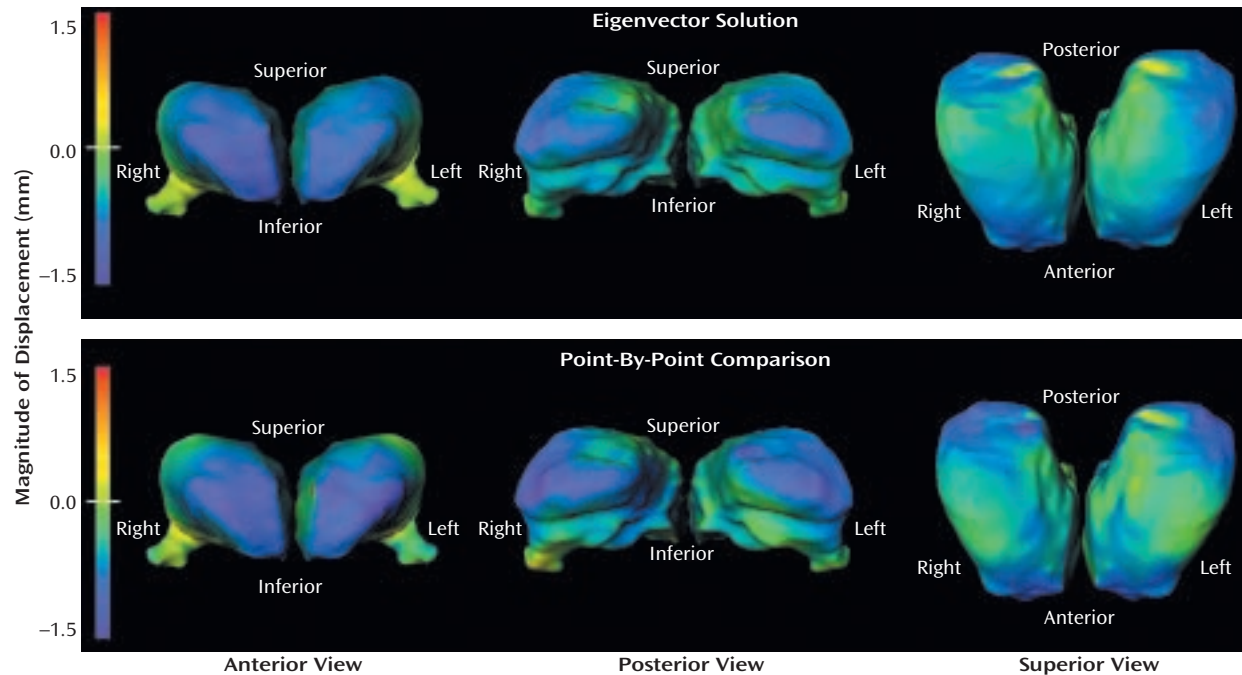 Magnitude of Displacement (mm)
Eigenvector Solution
1.5
0.0
−1.5
Superior
Right
Left
Inferior
Superior
Right
Left
Inferior
Posterior
Right
Left
Anterior
Point-By-Point Comparison
1.5
0.0
−1.5
Superior
Right
Left
Inferior
Superior
Right
Left
Inferior
Posterior
Right
Left
Anterior
Anterior View
Posterior View
Superior View